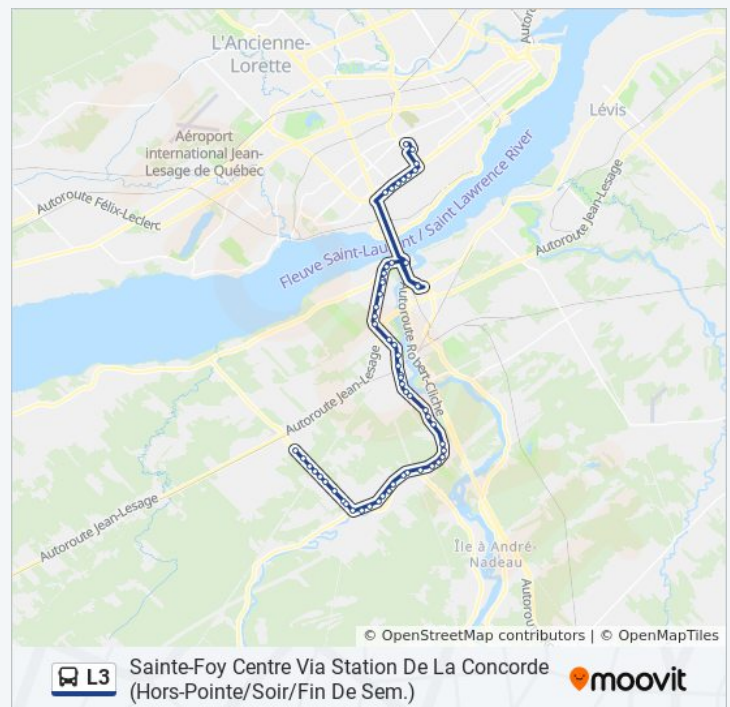 L'Ancienne-
Lorette
Autoro
Lévis
Aéroport
international Jean-
Lesage de Québec
Autoroute Félix-Leclerc
Fleuve Saint-Laurent / Saint Lawrence River
Autoroute Jean-Lesage
Autoroute Robert-Cliche
Autoroute Jean-Lesage
Autoroute Jean-Lesage
Île à André-
Nadeau
Autorou
© OpenStreetMap contributors | © OpenMapTiles
L3
Sainte-Foy Centre Via Station De La Concorde
(Hors-Pointe/Soir/Fin De Sem.)
moovit